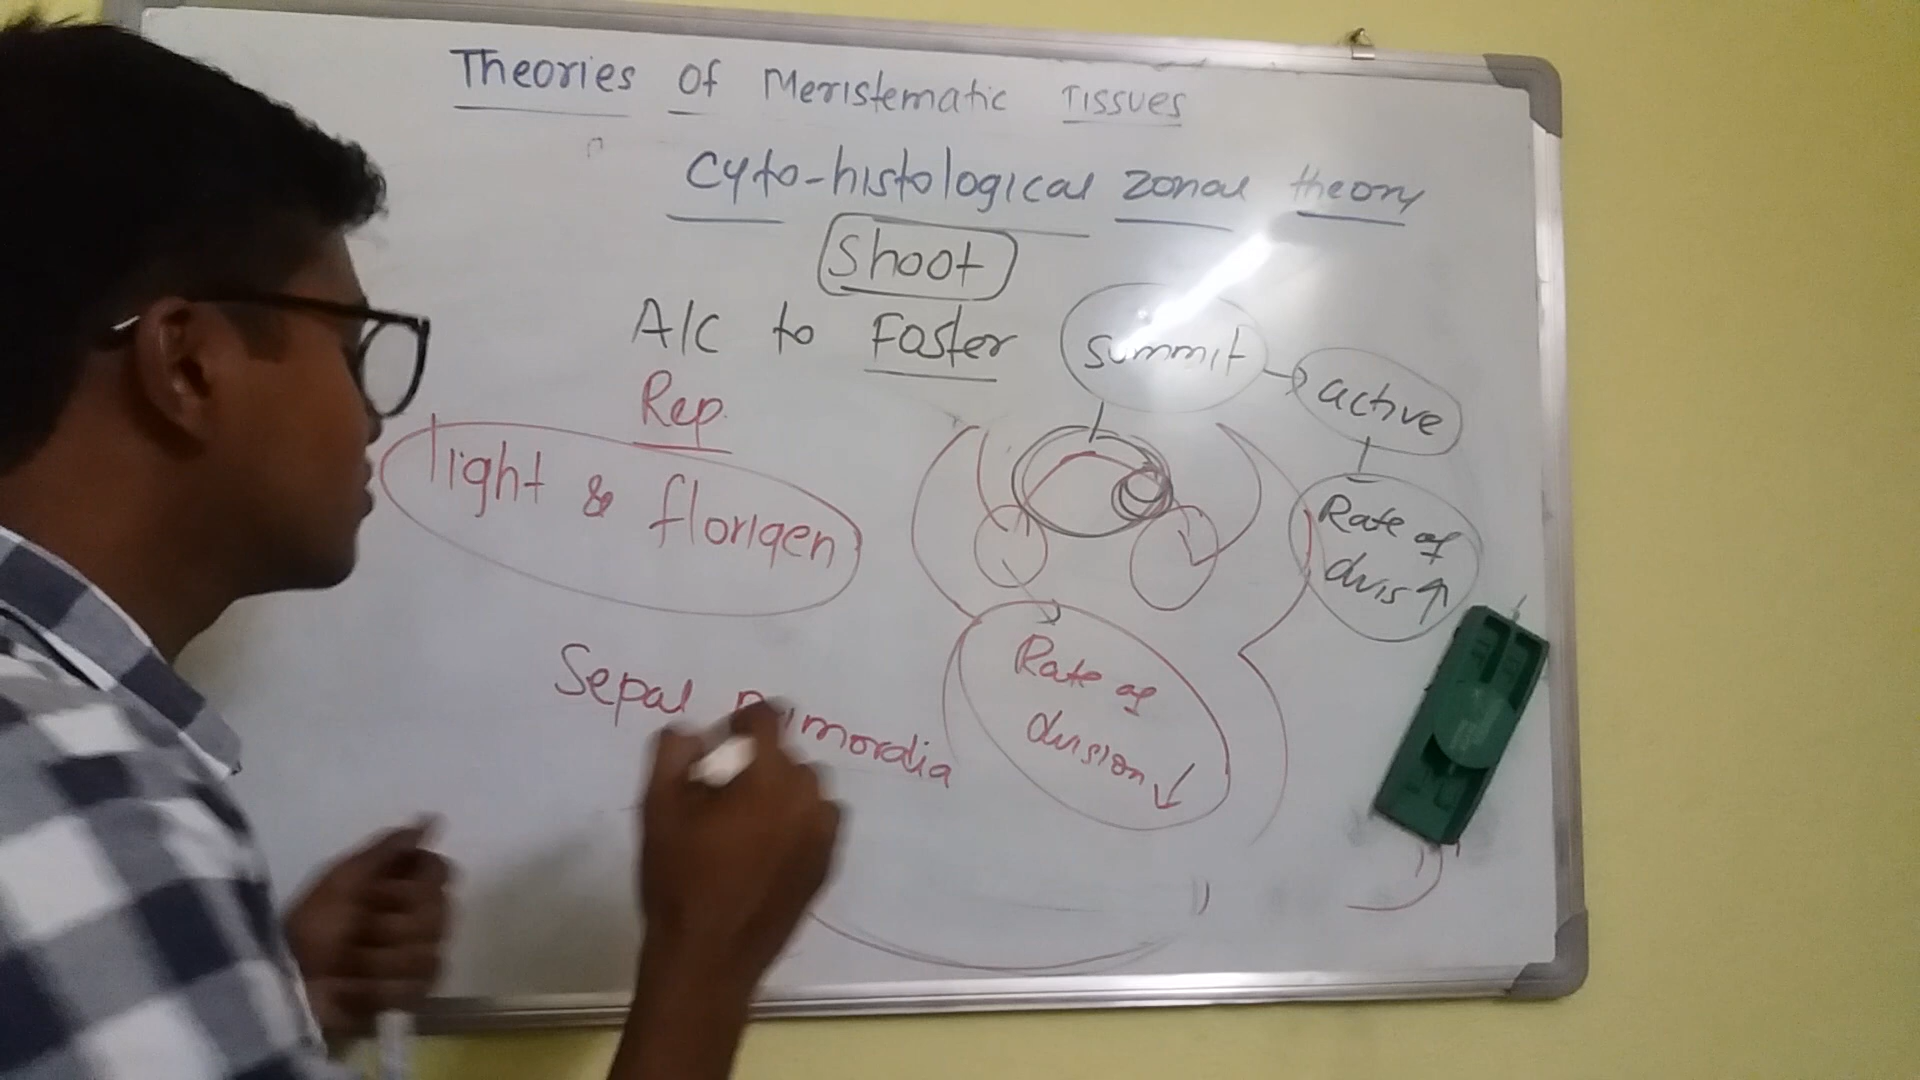 Theories of Meristematic Tissues
Cyto-histological zonal theory
Shoot
A/C to Foster
summit
active
Rep.
light & florigen
Rate of
divis ↑
Rate of
division ↓
Sepal Primordia